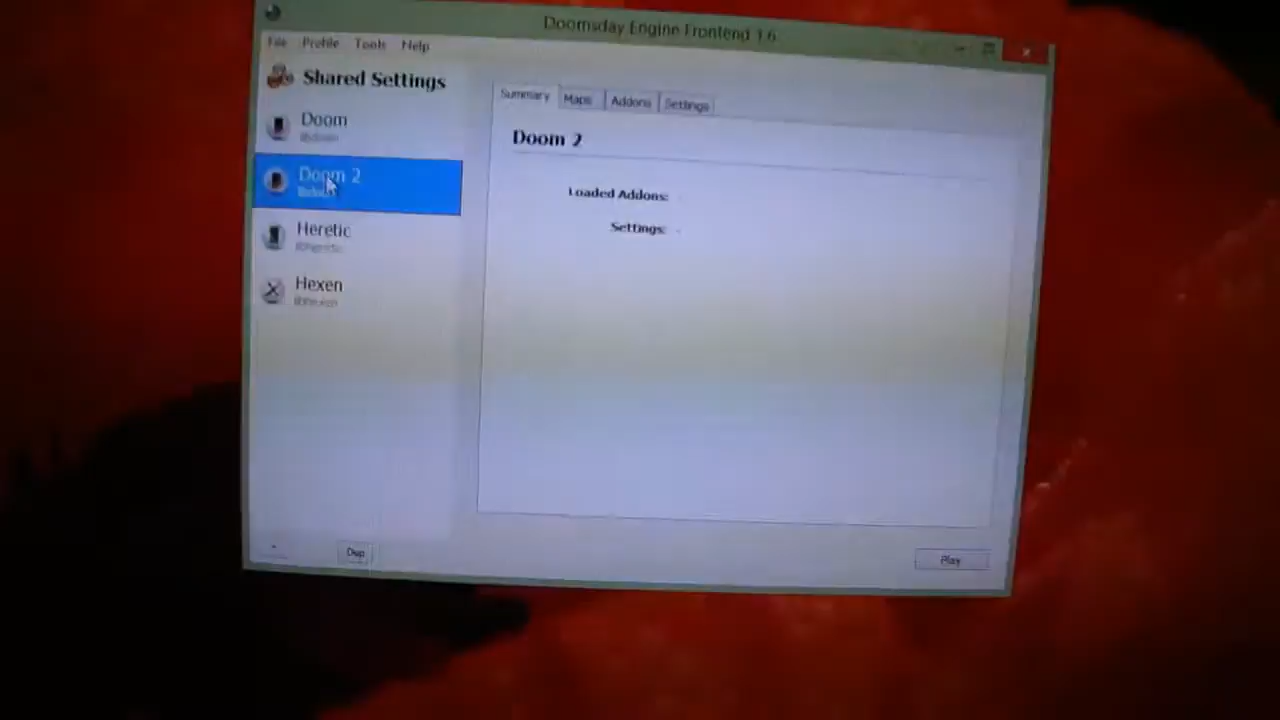 Doomsday Engine Frontend 1.6
File Profile Tools Help
Shared Settings
Summary Maps Addons Settings
Doom
Doom 2
Doom 2
Loaded Addons: -
Settings: -
Heretic
Hexen
Dup
Play